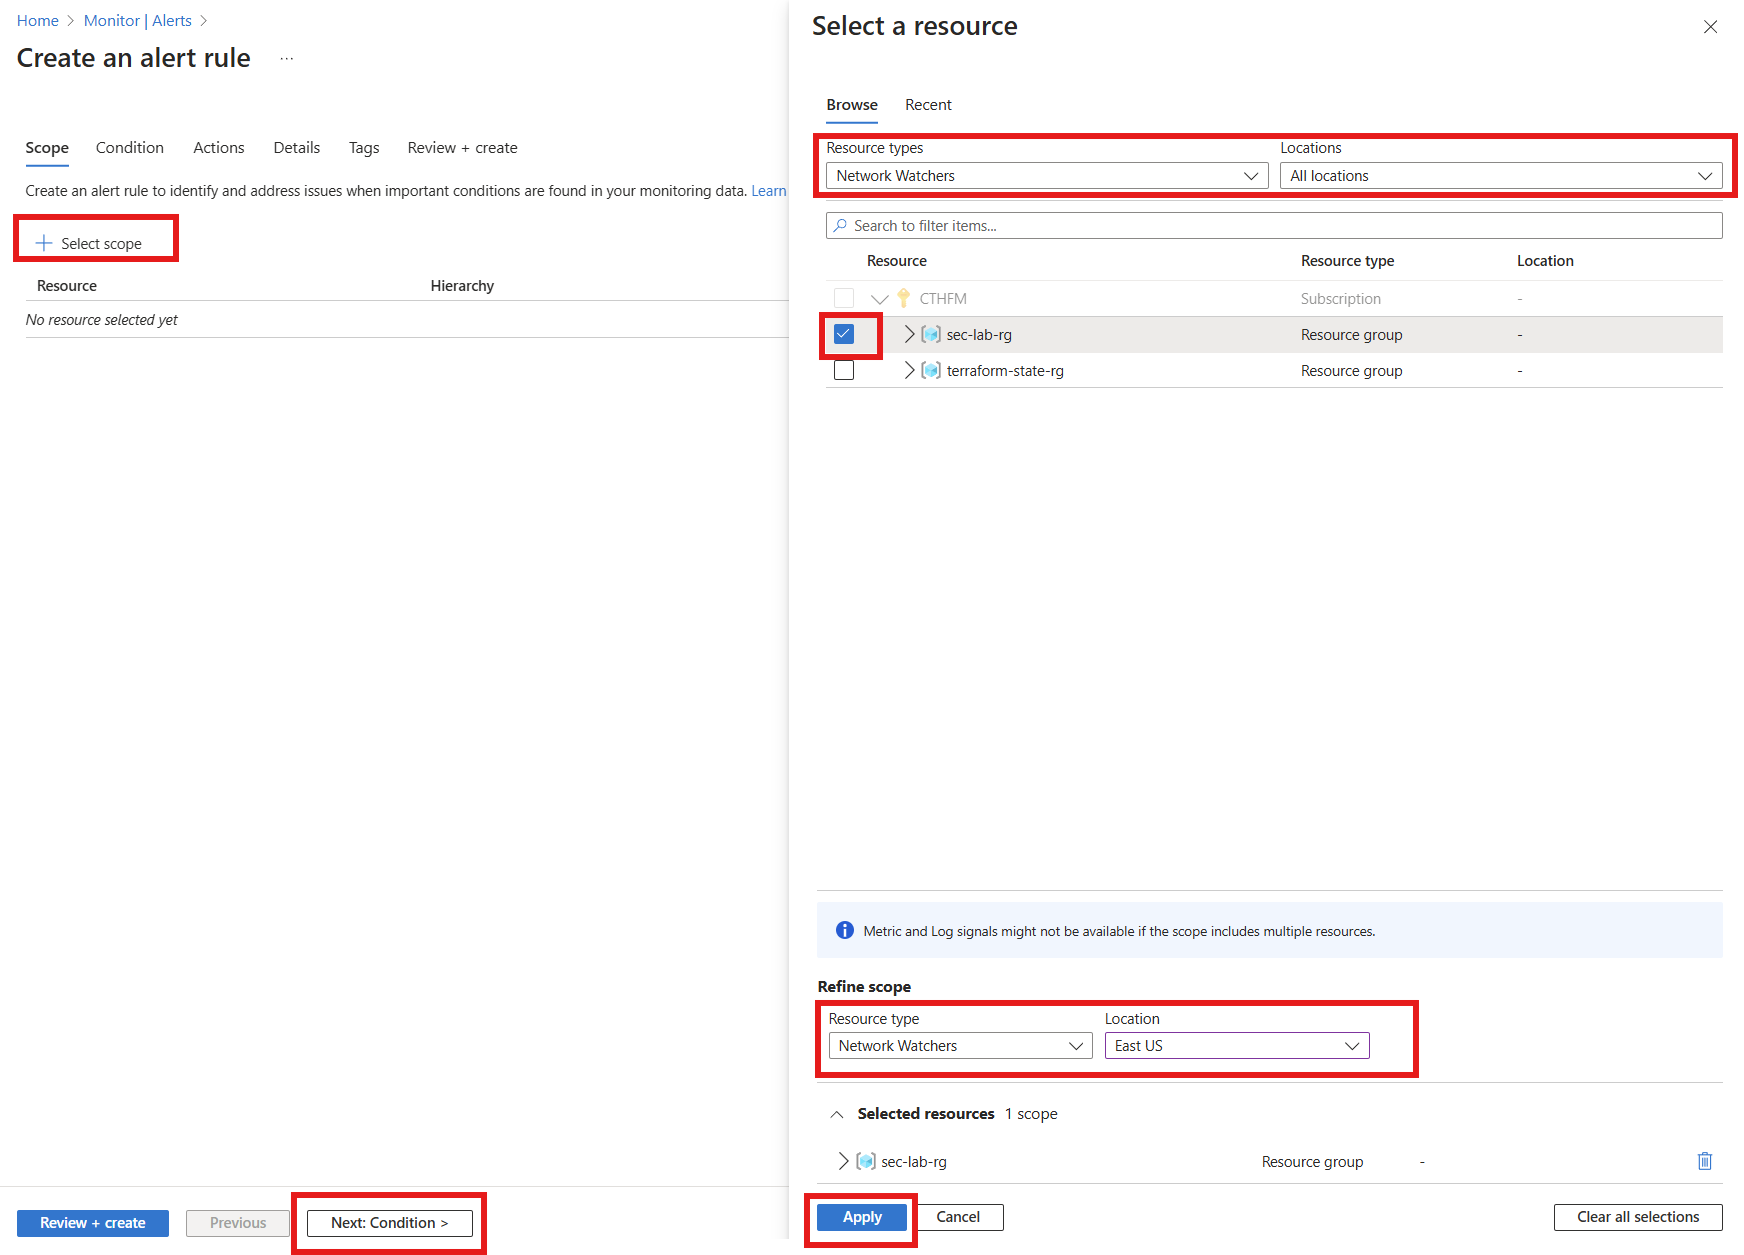 Home > Monitor | Alerts >
Create an alert rule ...
Scope Condition Actions Details Tags Review + create
Create an alert rule to identify and address issues when important conditions are found in your monitoring data. Learn
+ Select scope
Resource Hierarchy
No resource selected yet
Review + create Previous Next: Condition >
Select a resource
Browse Recent
Resource types Locations
Network Watchers All locations
Search to filter items...
Resource Resource type Location
CTHFM Subscription -
sec-lab-rg Resource group -
terraform-state-rg Resource group -
Metric and Log signals might not be available if the scope includes multiple resources.
Refine scope
Resource type Location
Network Watchers East US
Selected resources 1 scope
sec-lab-rg Resource group -
Apply Cancel Clear all selections